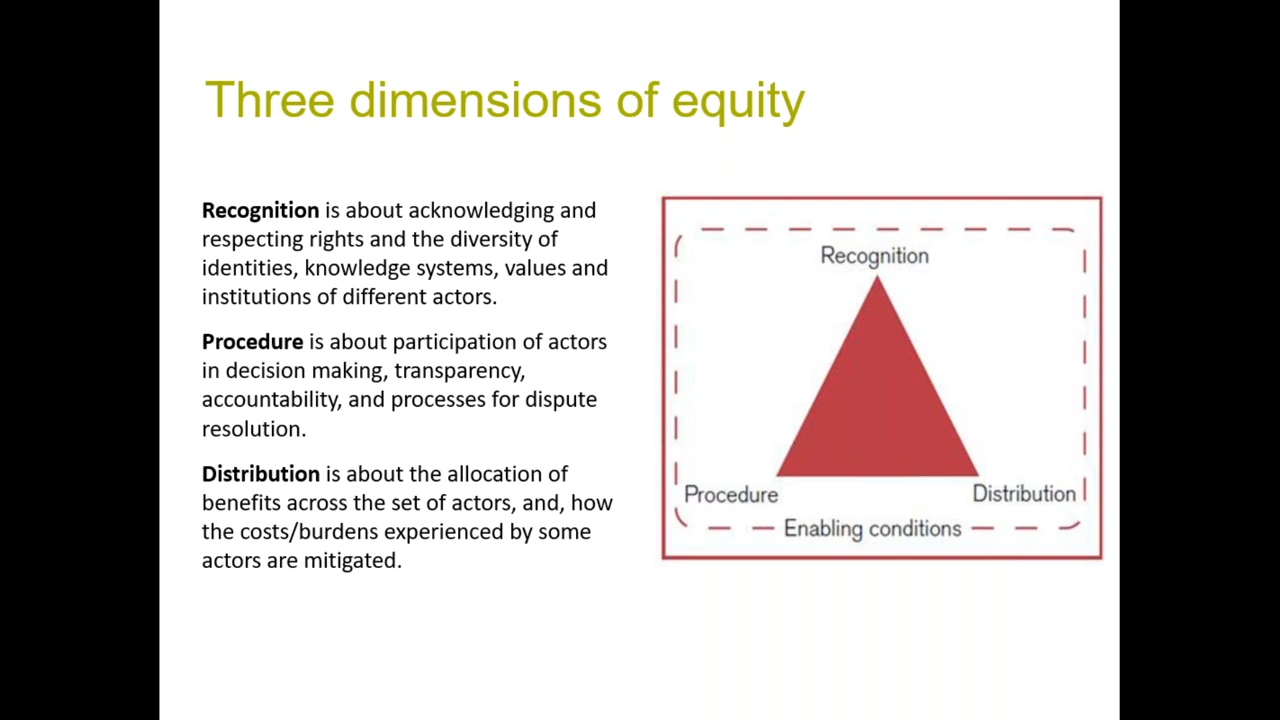 Three dimensions of equity
Recognition is about acknowledging and
respecting rights and the diversity of
identities, knowledge systems, values and
institutions of different actors.
Procedure is about participation of actors
in decision making, transparency,
accountability, and processes for dispute
resolution.
Distribution is about the allocation of
benefits across the set of actors, and, how
the costs/burdens experienced by some
actors are mitigated.
Recognition
Procedure
Distribution
Enabling conditions